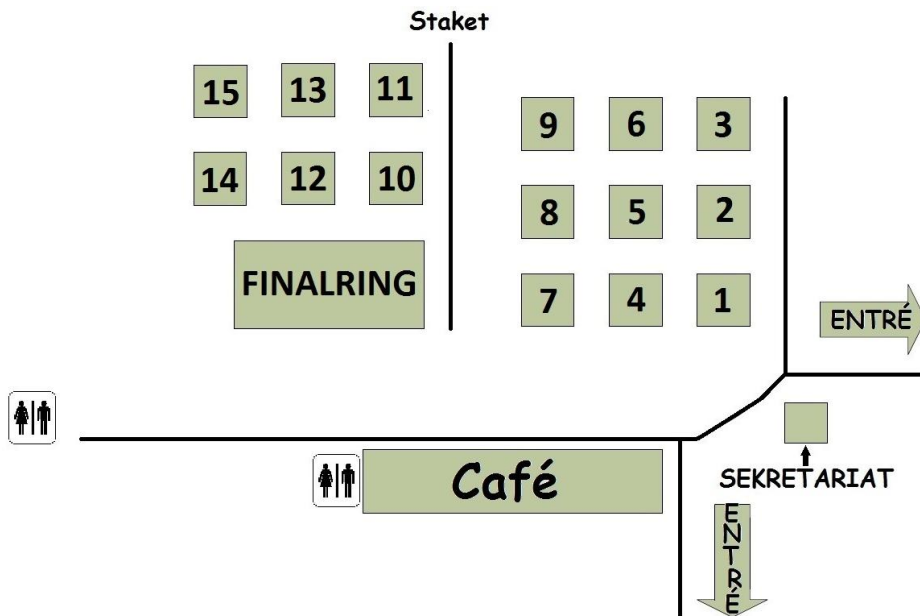 Staket
15 13 11
9 6 3
14 12 10
8 5 2
FINALRING
7 4 1
ENTRÉ
Café
SEKRETARIAT
ENTRÉ